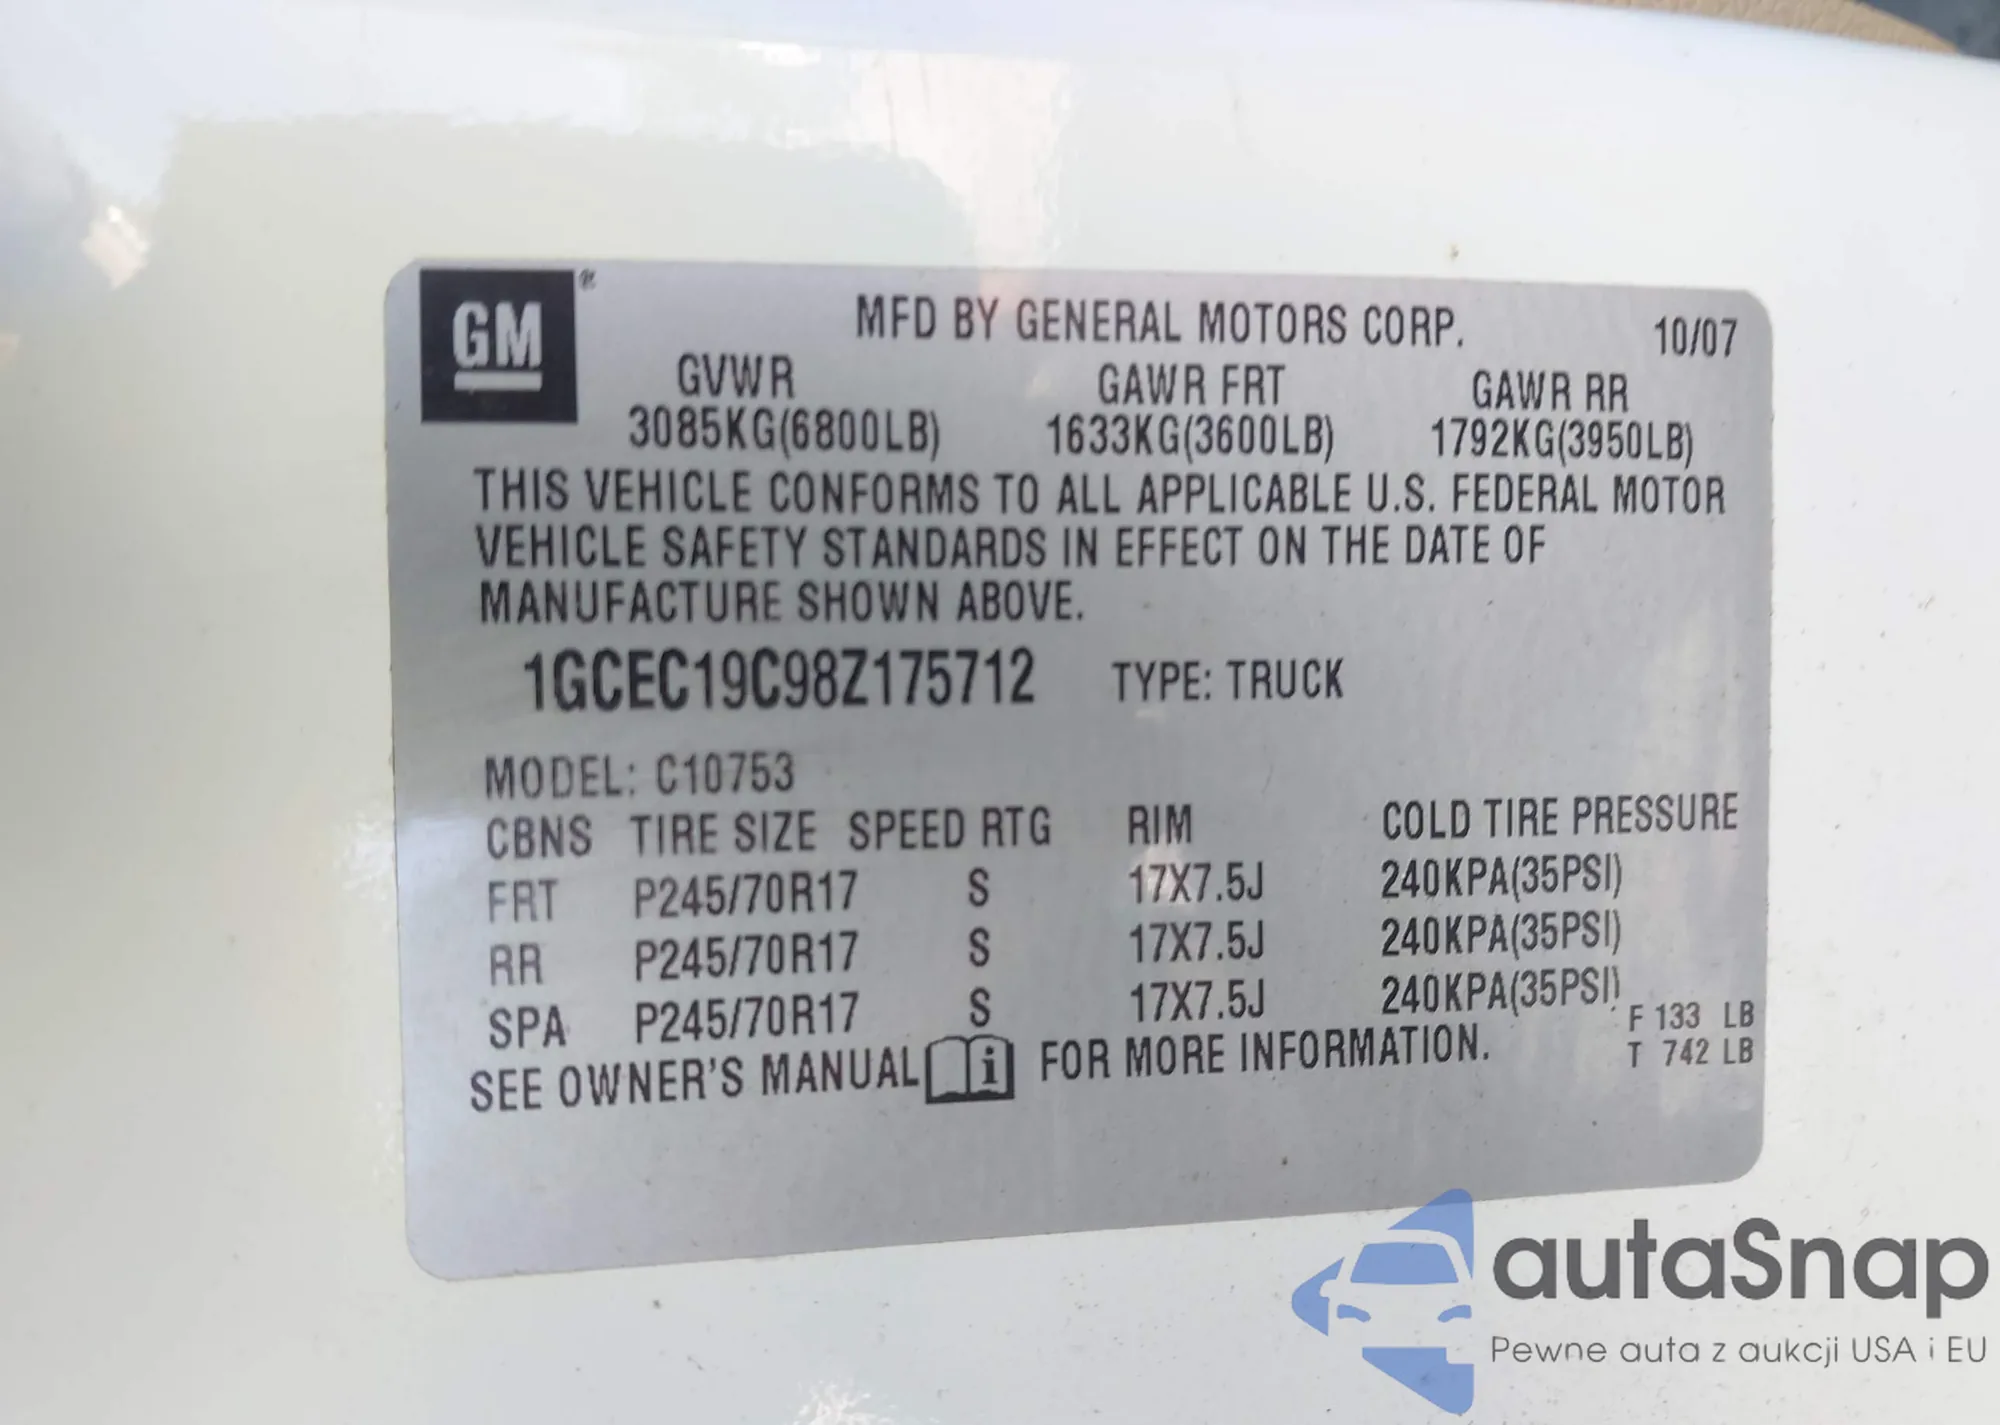 GM ®
MFD BY GENERAL MOTORS CORP. 10/07
GVWR GAWR FRT GAWR RR
3085KG(6800LB) 1633KG(3600LB) 1792KG(3950LB)
THIS VEHICLE CONFORMS TO ALL APPLICABLE U.S. FEDERAL MOTOR
VEHICLE SAFETY STANDARDS IN EFFECT ON THE DATE OF
MANUFACTURE SHOWN ABOVE.
1GCEC19C98Z175712 TYPE: TRUCK
MODEL: C10753
CBNS TIRE SIZE SPEED RTG RIM COLD TIRE PRESSURE
FRT P245/70R17 S 17X7.5J 240KPA(35PSI)
RR P245/70R17 S 17X7.5J 240KPA(35PSI)
SPA P245/70R17 S 17X7.5J 240KPA(35PSI)
F 133 LB
T 742 LB
SEE OWNER'S MANUAL i FOR MORE INFORMATION.
autaSnap
Pewne auta z aukcji USA i EU